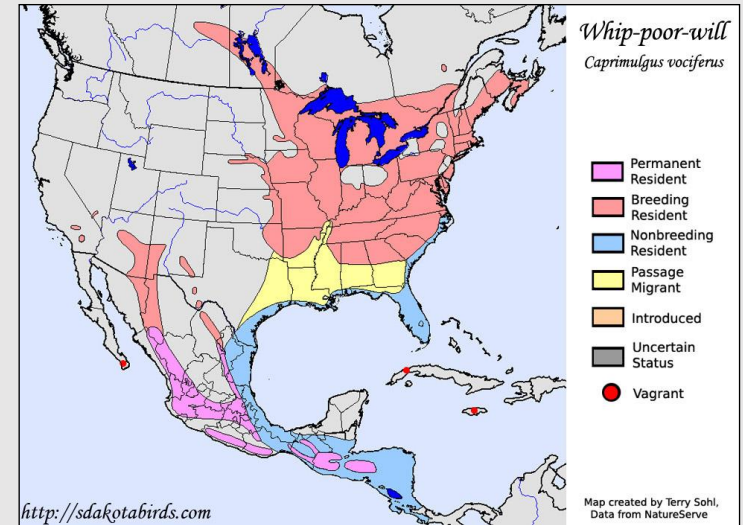 Whip-poor-will
Caprimulgus vociferus
Permanent
Resident
Breeding
Resident
Nonbreeding
Resident
Passage
Migrant
Introduced
Uncertain
Status
Vagrant
Map created by Terry Sohl,
Data from NatureServe
http://sdakotabirds.com